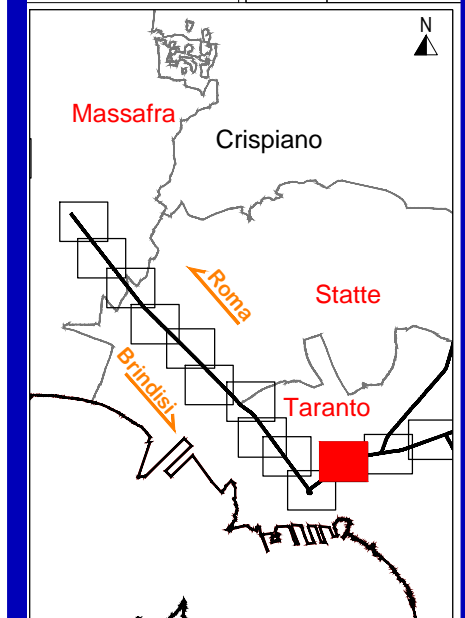 N
Massafra
Crispiano
Roma
Statte
Brindisi
Taranto